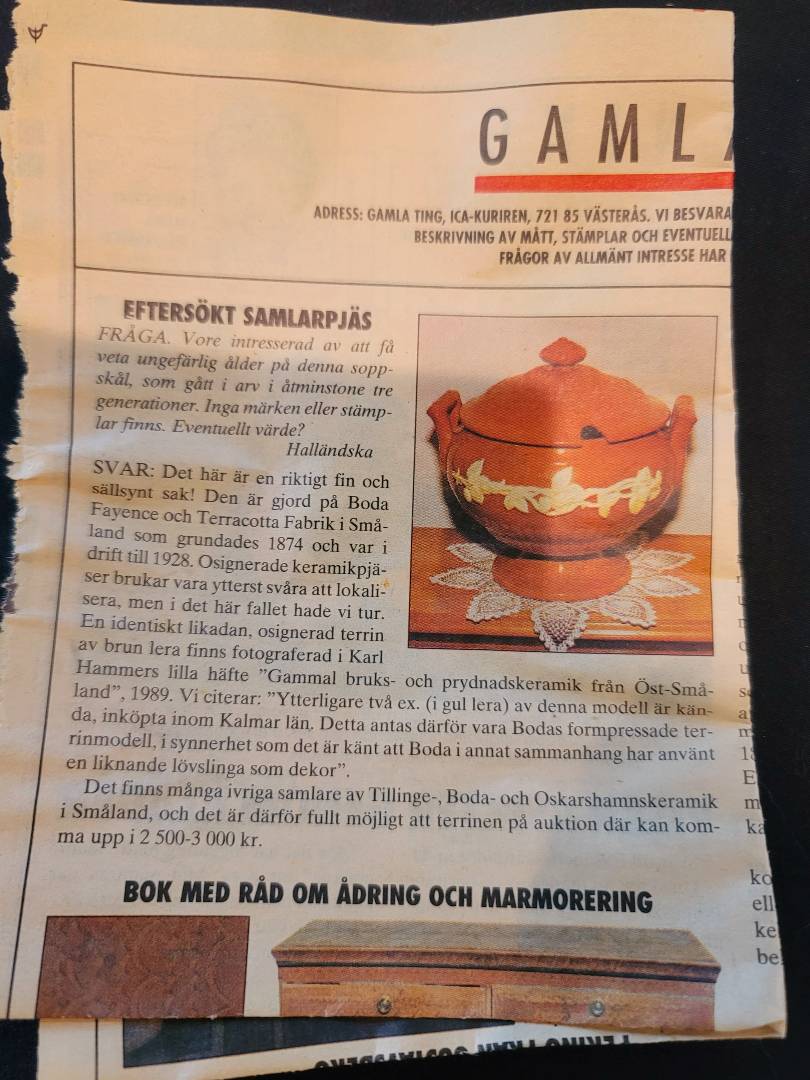 GAML
ADRESS: GAMLA TING, ICA-KURIREN, 721 85 VÄSTERÅS. VI BESVARA
BESKRIVNING AV MÅTT, STÄMPLAR OCH EVENTUELL
FRÅGOR AV ALLMÄNT INTRESSE HAR
EFTERSÖKT SAMLARPJÄS
FRÅGA. Vore intresserad av att få
veta ungefärlig ålder på denna sopp-
skål, som gått i arv i åtminstone tre
generationer. Inga märken eller stämp-
lar finns. Eventuellt värde?
Halländska
SVAR: Det här är en riktigt fin och
sällsynt sak! Den är gjord på Boda
Fayence och Terracotta Fabrik i Små-
land som grundades 1874 och var i
drift till 1928. Osignerade keramikpjä-
ser brukar vara ytterst svåra att lokali-
sera, men i det här fallet hade vi tur.
En identiskt likadan, osignerad terrin
av brun lera finns fotograferad i Karl
Hammers lilla häfte "Gammal bruks- och prydnadskeramik från Öst-Små-
land", 1989. Vi citerar: "Ytterligare två ex. (i gul lera) av denna modell är kän-
da, inköpta inom Kalmar län. Detta antas därför vara Bodas formpressade ter-
rinmodell, i synnerhet som det är känt att Boda i annat sammanhang har använt
en liknande lövslinga som dekor".
Det finns många ivriga samlare av Tillinge-, Boda- och Oskarshamnskeramik
i Småland, och det är därför fullt möjligt att terrinen på auktion där kan kom-
ma upp i 2 500-3 000 kr.
BOK MED RÅD OM ÅDRING OCH MARMORERING
ko
ell
ke
be